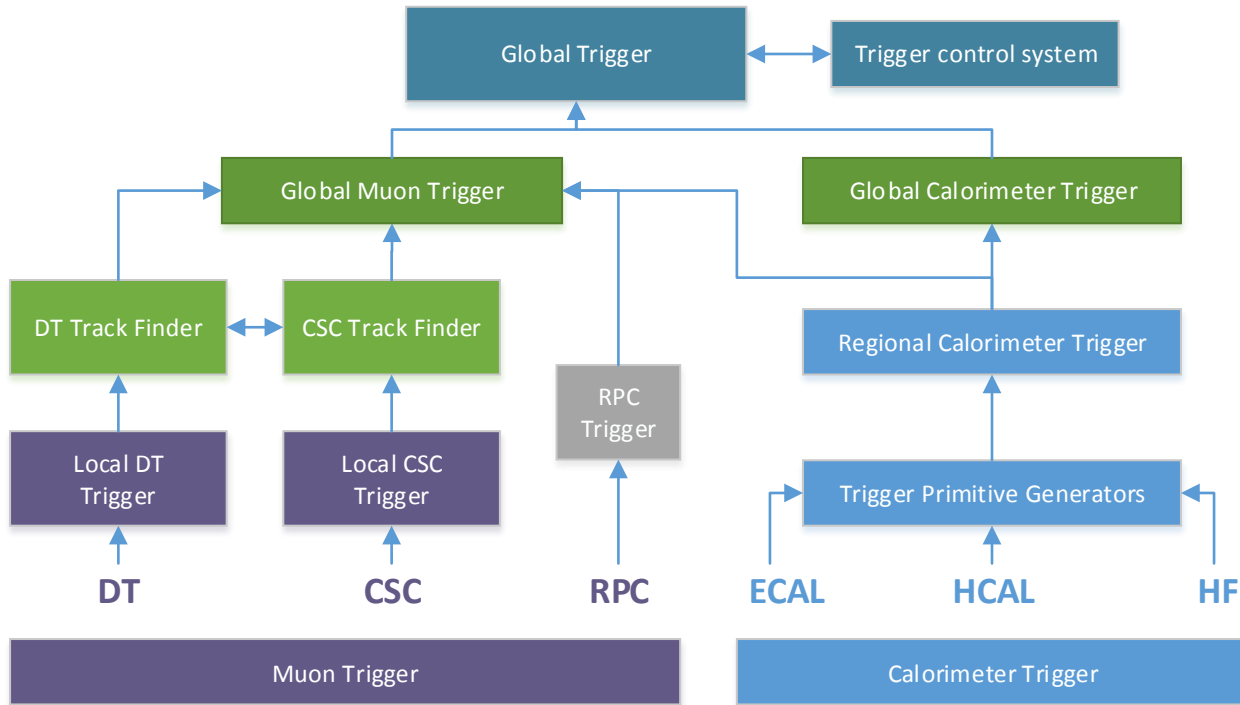 Global Trigger
Trigger control system
Global Muon Trigger
Global Calorimeter Trigger
DT Track Finder
CSC Track Finder
Regional Calorimeter Trigger
RPC
Trigger
Local DT
Trigger
Local CSC
Trigger
Trigger Primitive Generators
DT
CSC
RPC
ECAL
HCAL
HF
Muon Trigger
Calorimeter Trigger